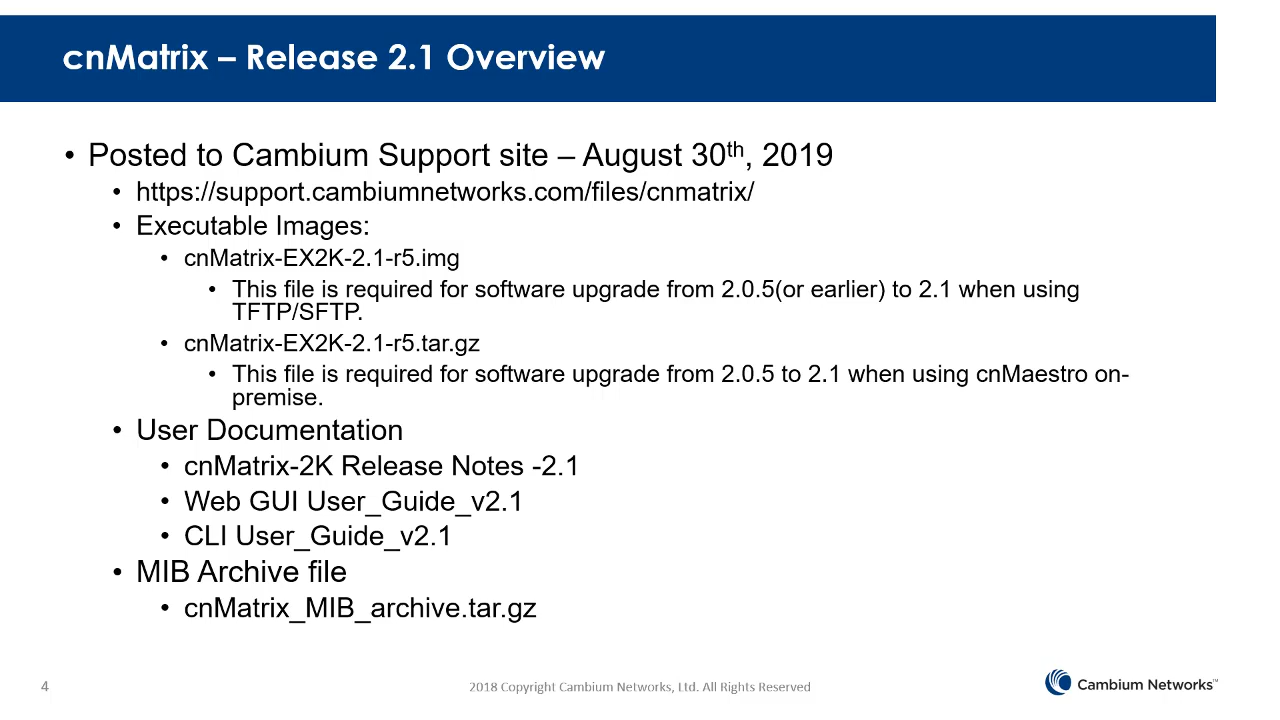 cnMatrix – Release 2.1 Overview
• Posted to Cambium Support site – August 30th, 2019
• https://support.cambiumnetworks.com/files/cnmatrix/
• Executable Images:
• cnMatrix-EX2K-2.1-r5.img
• This file is required for software upgrade from 2.0.5(or earlier) to 2.1 when using
TFTP/SFTP.
• cnMatrix-EX2K-2.1-r5.tar.gz
• This file is required for software upgrade from 2.0.5 to 2.1 when using cnMaestro on-
premise.
• User Documentation
• cnMatrix-2K Release Notes -2.1
• Web GUI User_Guide_v2.1
• CLI User_Guide_v2.1
• MIB Archive file
• cnMatrix_MIB_archive.tar.gz
4
2018 Copyright Cambium Networks, Ltd. All Rights Reserved
Cambium Networks™